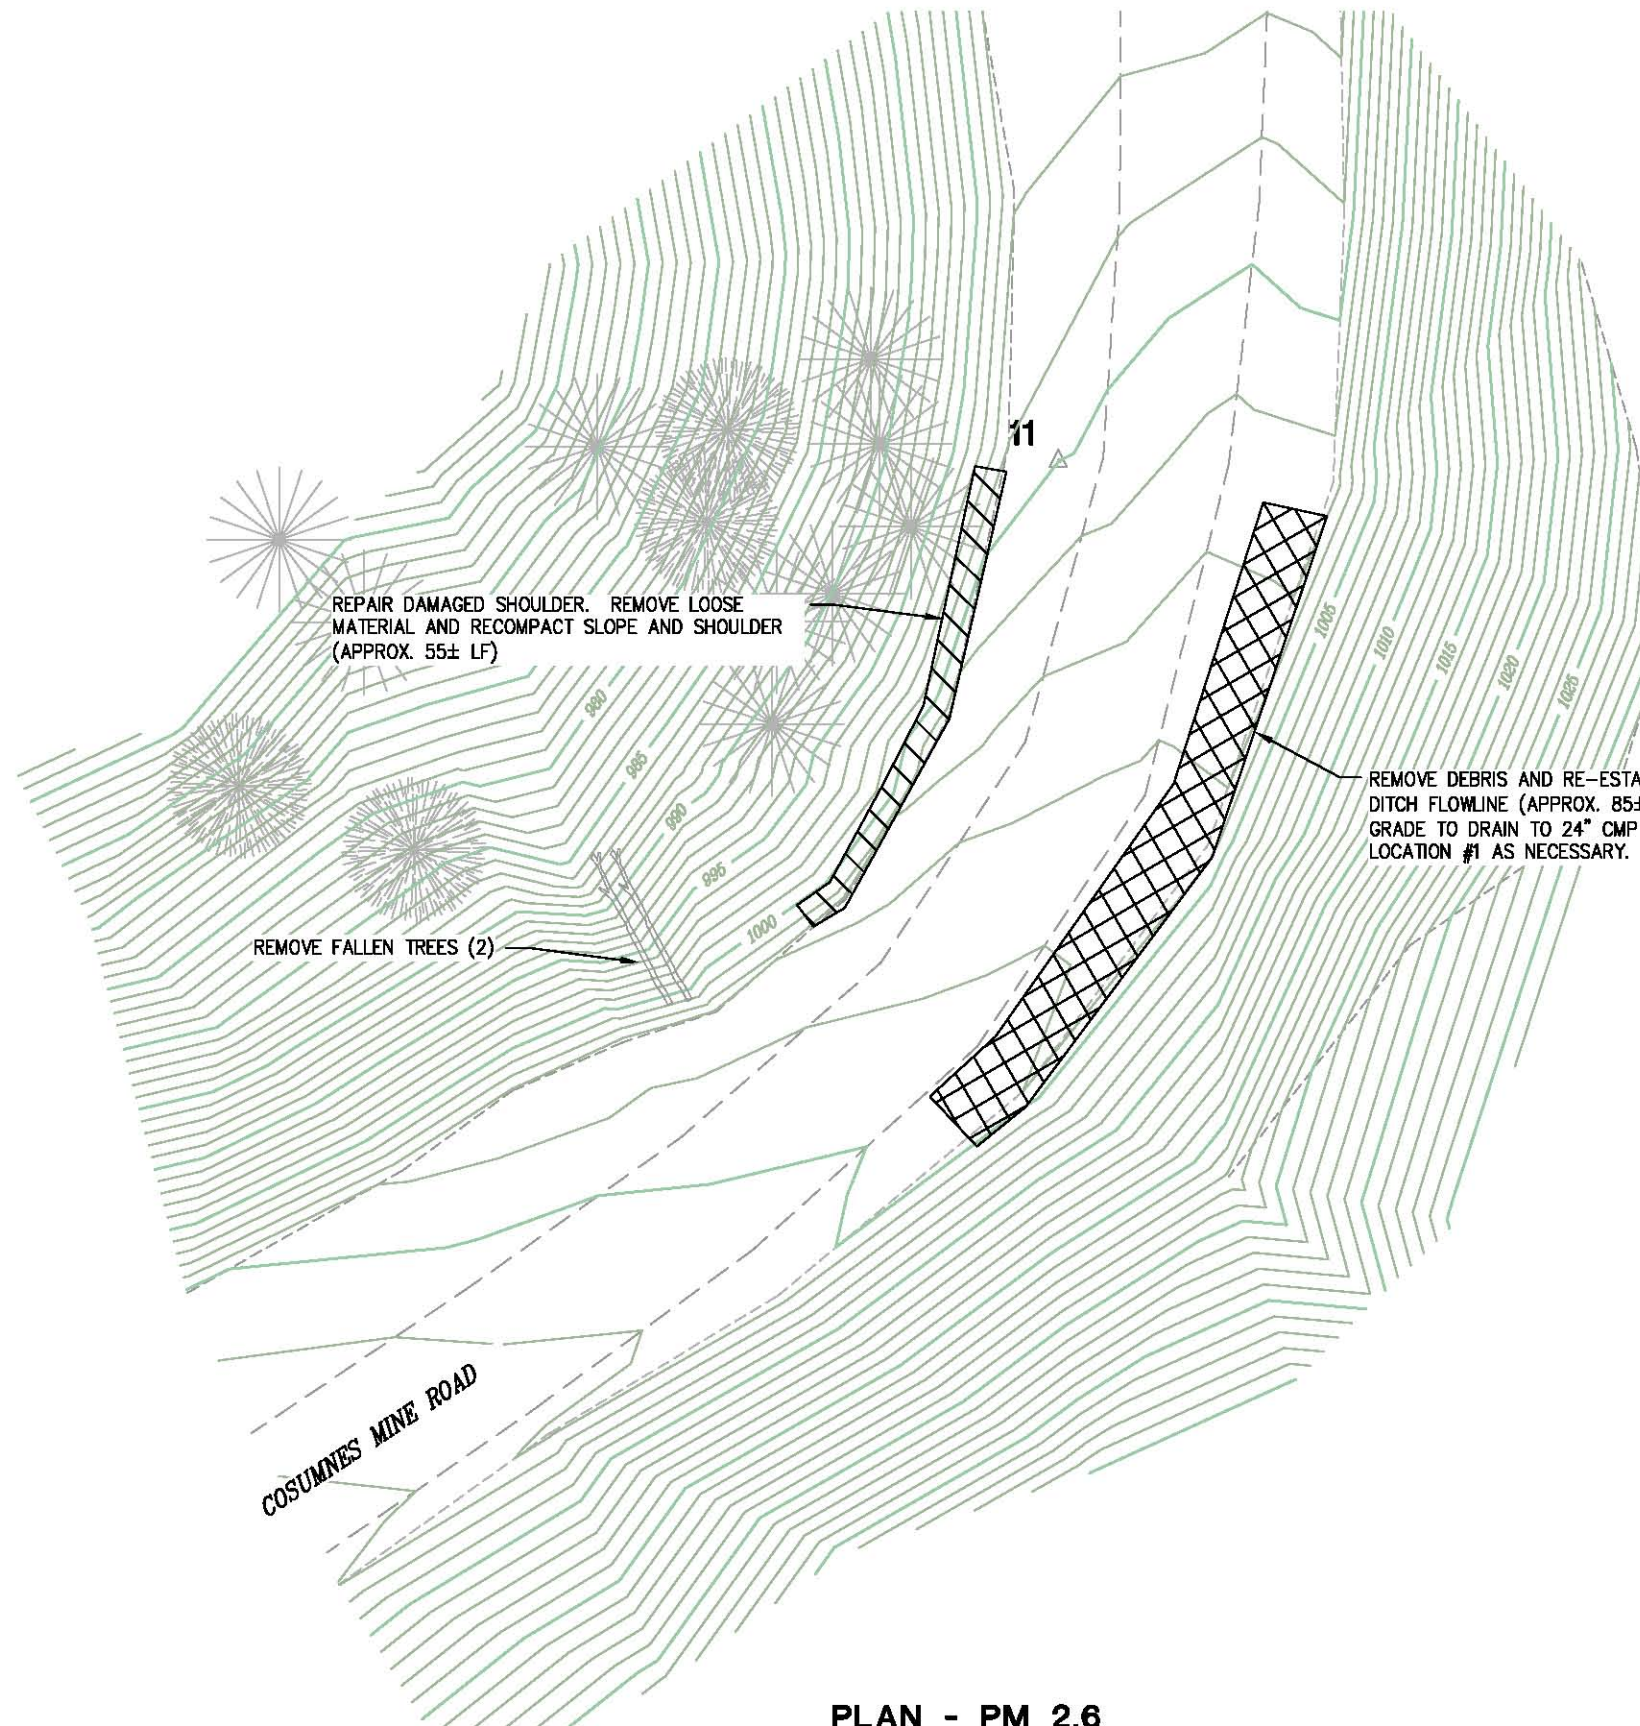 11
REPAIR DAMAGED SHOULDER. REMOVE LOOSE
MATERIAL AND RECOMPACT SLOPE AND SHOULDER
(APPROX. 55± LF)
1005
1010
1015
1020
1025
980
985
990
995
1000
REMOVE DEBRIS AND RE-ESTA
DITCH FLOWLINE (APPROX. 85±
GRADE TO DRAIN TO 24" CMP
LOCATION #1 AS NECESSARY.
REMOVE FALLEN TREES (2)
COSUMNES MINE ROAD
PLAN - PM 2.6